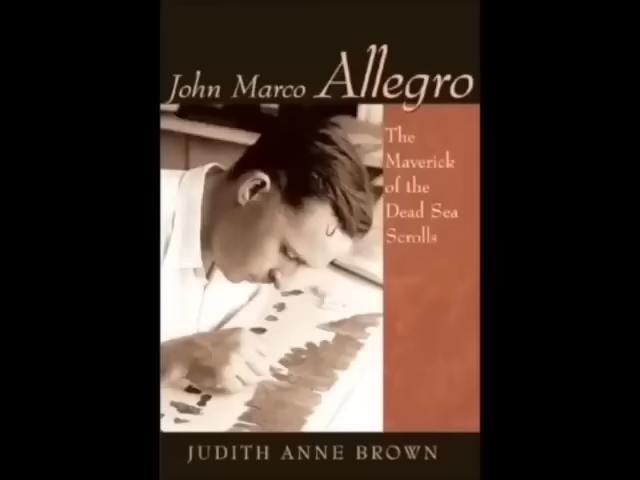 John Marco Allegro
The
Maverick
of the
Dead Sea
Scrolls
JUDITH ANNE BROWN